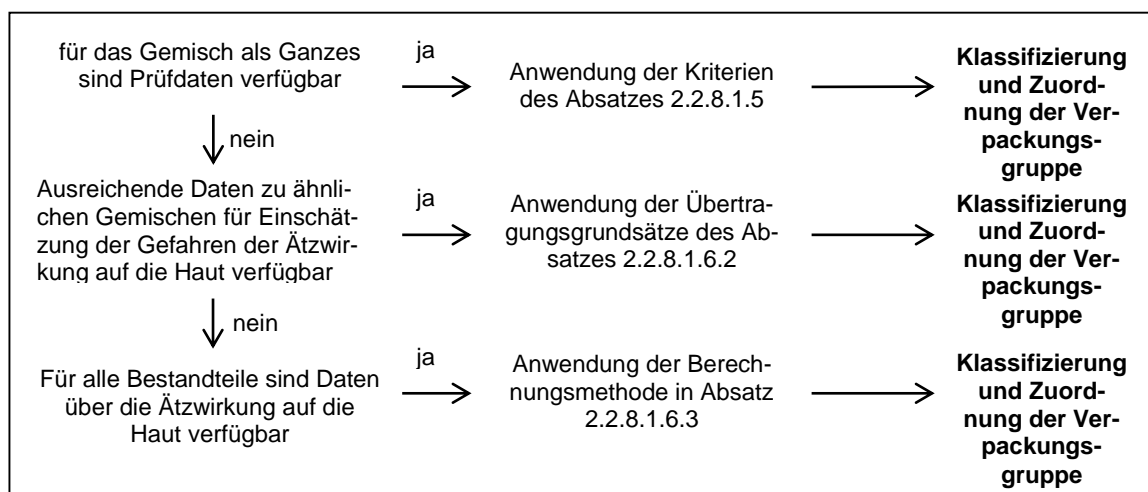 für das Gemisch als Ganzes
sind Prüfdaten verfügbar
ja
Anwendung der Kriterien
des Absatzes 2.2.8.1.5
Klassifizierung
und Zuord-
nung der Ver-
packungs-
gruppe
nein
Ausreichende Daten zu ähnli-
chen Gemischen für Einschät-
zung der Gefahren der Ätzwir-
kung auf die Haut verfügbar
ja
Anwendung der Übertra-
gungsgrundsätze des Ab-
satzes 2.2.8.1.6.2
Klassifizierung
und Zuord-
nung der Ver-
packungs-
gruppe
nein
Für alle Bestandteile sind Daten
über die Ätzwirkung auf die
Haut verfügbar
ja
Anwendung der Berech-
nungsmethode in Absatz
2.2.8.1.6.3
Klassifizierung
und Zuord-
nung der Ver-
packungs-
gruppe